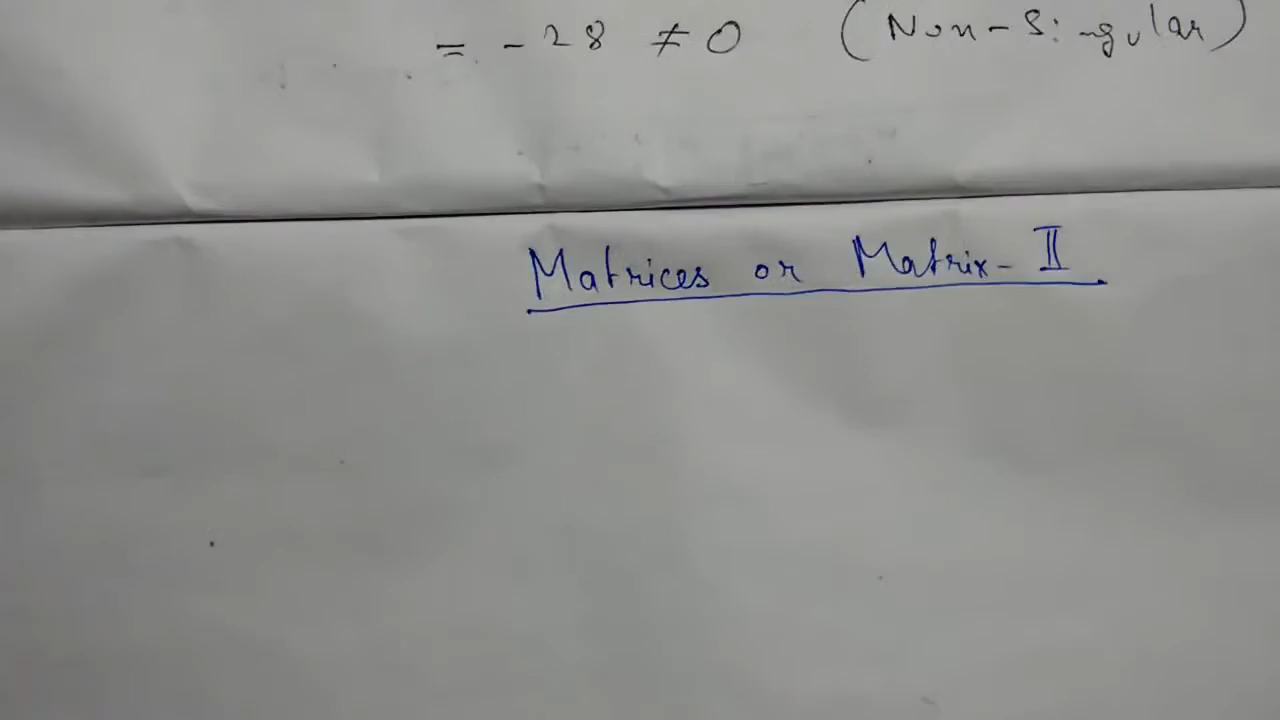 = - 28 ≠ 0 (Non-Singular)
Matrices or Matrix - II